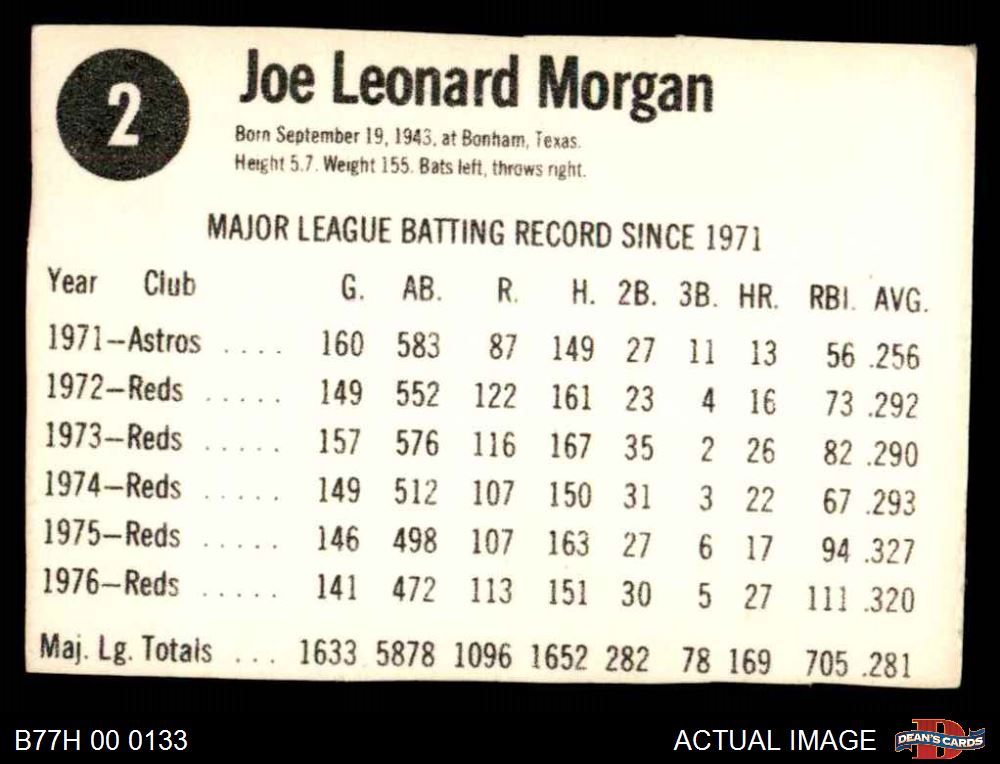 2
Joe Leonard Morgan
Born September 19, 1943, at Bonham, Texas.
Height 5.7. Weight 155. Bats left, throws right.
MAJOR LEAGUE BATTING RECORD SINCE 1971
Year Club G. AB. R. H. 2B. 3B. HR. RBI. AVG.
1971—Astros .... 160 583 87 149 27 11 13 56 .256
1972—Reds ..... 149 552 122 161 23 4 16 73 .292
1973—Reds ..... 157 576 116 167 35 2 26 82 .290
1974—Reds ..... 149 512 107 150 31 3 22 67 .293
1975—Reds ..... 146 498 107 163 27 6 17 94 .327
1976—Reds ..... 141 472 113 151 30 5 27 111 .320
Maj. Lg. Totals ... 1633 5878 1096 1652 282 78 169 705 .281
B77H 00 0133 ACTUAL IMAGE D DEAN'S CARDS